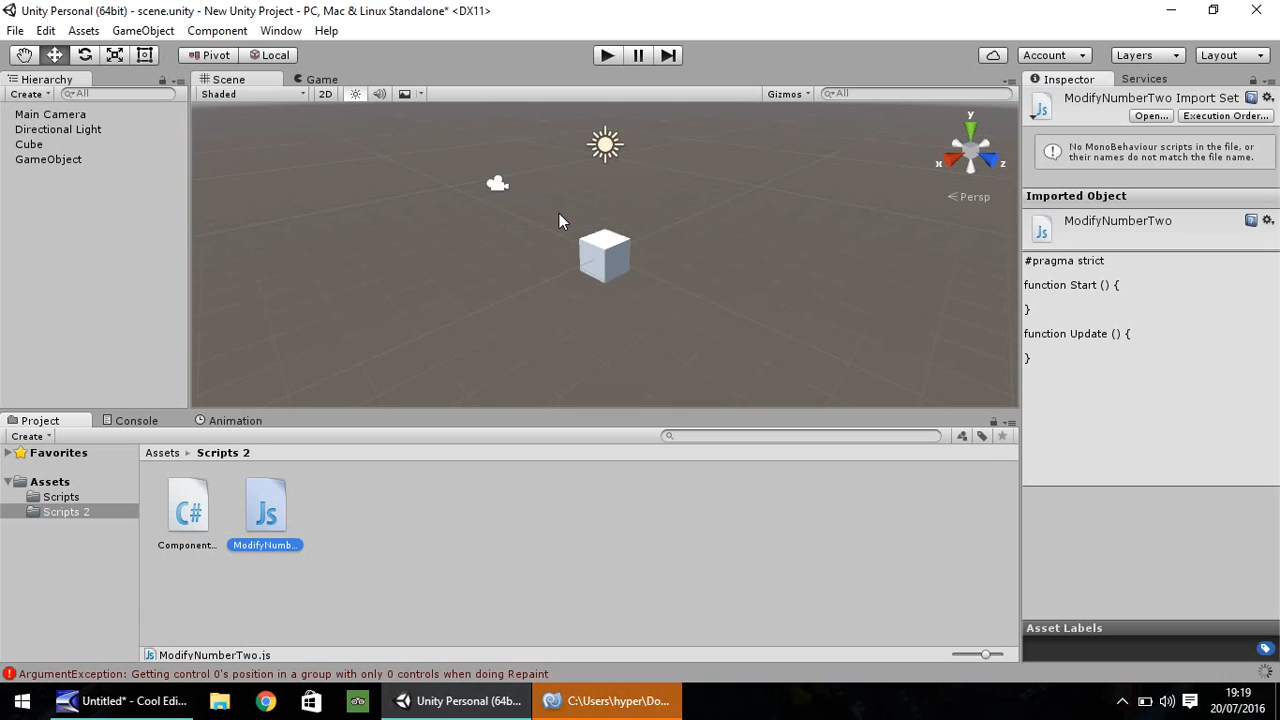 Unity Personal (64bit) - scene.unity - New Unity Project - PC, Mac & Linux Standalone* <DX11>
File Edit Assets GameObject Component Window Help
Pivot Local Account Layers Layout
Hierarchy Scene Game Inspector Services
Create All Shaded 2D Gizmos All
ModifyNumberTwo Import Set
Open... Execution Order...
Main Camera
Directional Light
Cube
GameObject
y
x z
Persp
No MonoBehaviour scripts in the file, or
their names do not match the file name.
Imported Object
Js ModifyNumberTwo
#pragma strict
function Start () {
}
function Update () {
}
Project Console Animation
Create
Favorites
Assets
Scripts
Scripts 2
Assets Scripts 2
C# Js
Component... ModifyNumb...
ModifyNumberTwo.js
Asset Labels
ArgumentException: Getting control 0's position in a group with only 0 controls when doing Repaint
Untitled* - Cool Edi... Unity Personal (64b... C:\Users\hyper\Do...
19:19
20/07/2016